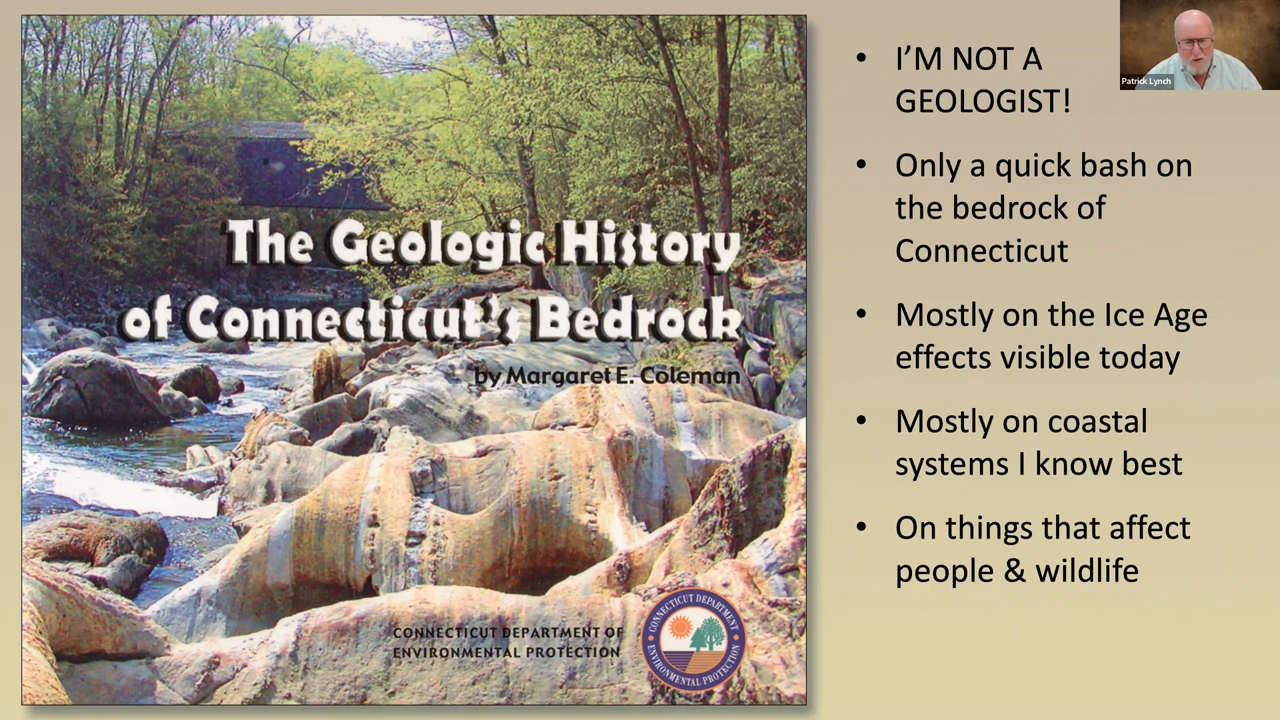 The Geologic History
of Connecticut's Bedrock
by Margaret E. Coleman
CONNECTICUT DEPARTMENT OF
ENVIRONMENTAL PROTECTION
CONNECTICUT DEPARTMENT
ENVIRONMENTAL PROTECTION
• I'M NOT A
GEOLOGIST!
• Only a quick bash on
the bedrock of
Connecticut
• Mostly on the Ice Age
effects visible today
• Mostly on coastal
systems I know best
• On things that affect
people & wildlife
Patrick Lynch